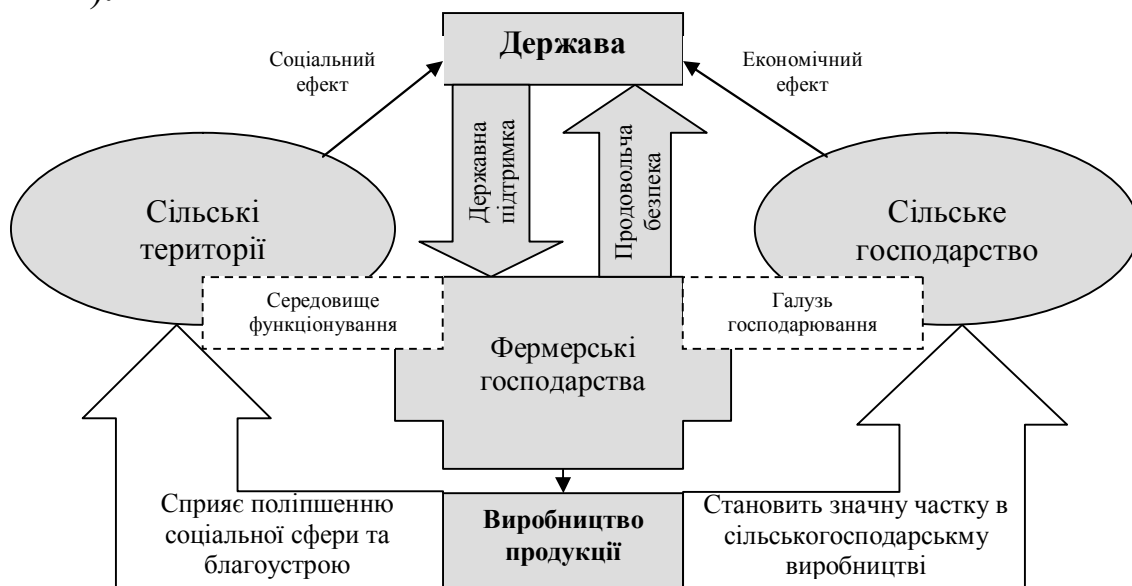 ).
Держава
Соціальний
ефект
Економічний
ефект
Державна
підтримка
Продовольча
безпека
Сільські
території
Сільське
господарство
Середовище
функціонування
Галузь
господарювання
Фермерські
господарства
Сприяє поліпшенню
соціальної сфери та
благоустрою
Виробництво
продукції
Становить значну частку в
сільськогосподарськму
виробництві